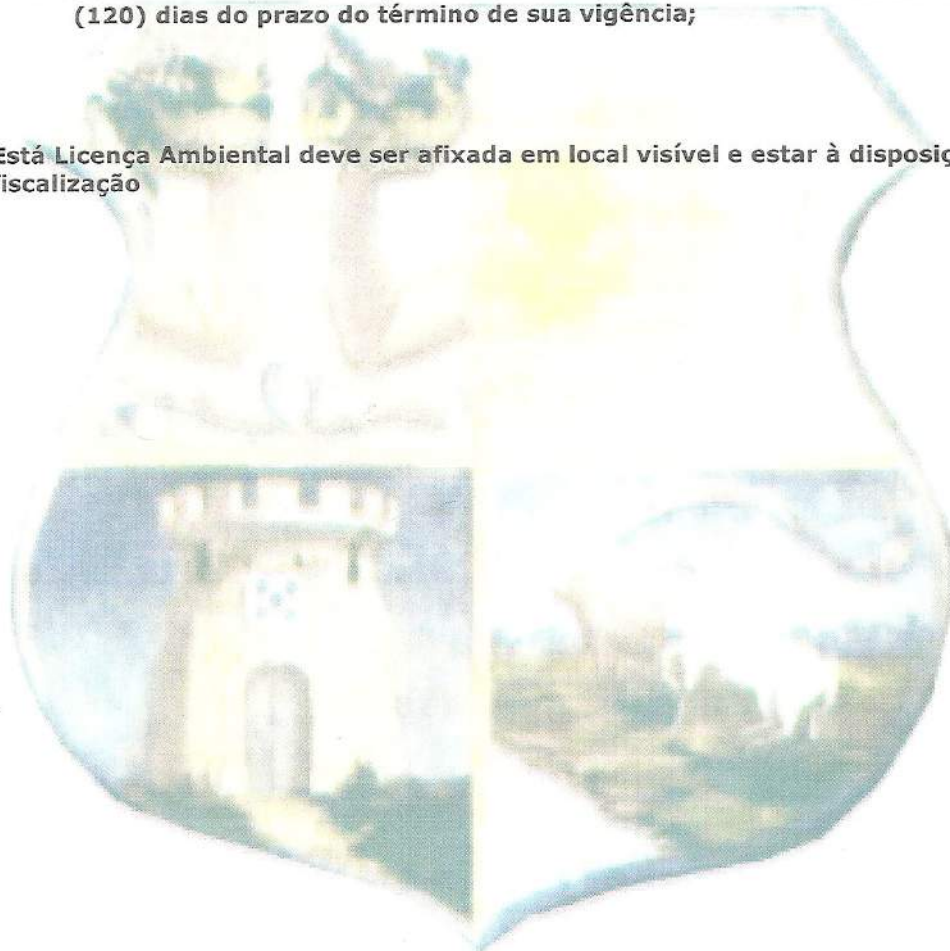 (120) dias do prazo do término de sua vigência;
Está Licença Ambiental deve ser afixada em local visível e estar à
fiscalização